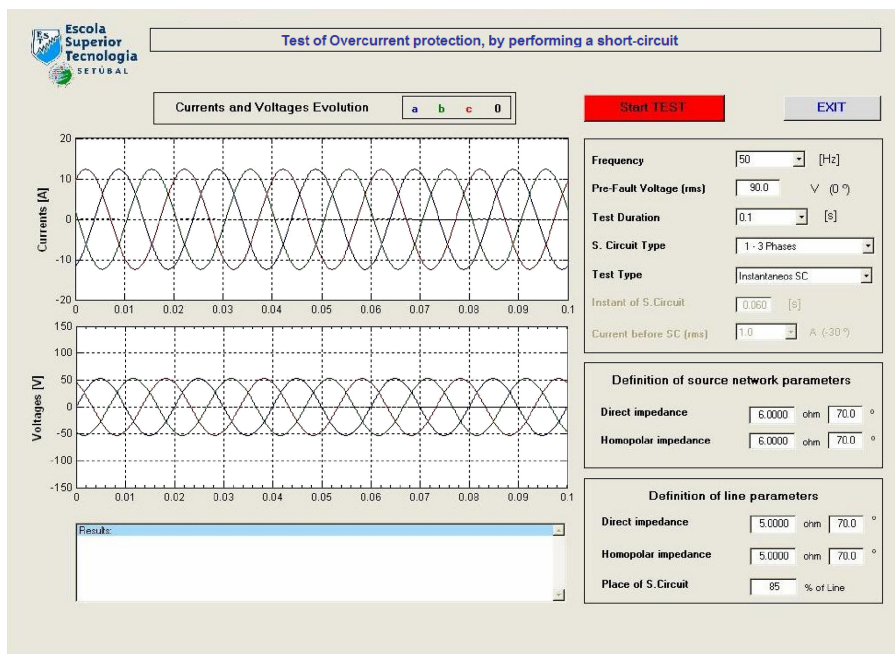 Escola
Superior
Tecnologia
SETÚBAL
Test of Overcurrent protection, by performing a short-circuit
Currents and Voltages Evolution a b c 0
Start TEST
EXIT
Currents [A]
20
10
0
-10
-20
0 0.01 0.02 0.03 0.04 0.05 0.06 0.07 0.08 0.09 0.1
Voltages [V]
150
100
50
0
-50
-100
-150
0 0.01 0.02 0.03 0.04 0.05 0.06 0.07 0.08 0.09 0.1
Results:
Frequency 50 [Hz]
Pre-Fault Voltage (rms) 90.0 V (0 º)
Test Duration 0.1 [s]
S. Circuit Type 1 - 3 Phases
Test Type Instantaneos SC
Instant of S.Circuit 0.060 [s]
Current before SC (rms) 1.0 A (-30 º)
Definition of source network parameters
Direct impedance 6.0000 ohm 70.0 º
Homopolar impedance 6.0000 ohm 70.0 º
Definition of line parameters
Direct impedance 5.0000 ohm 70.0 º
Homopolar impedance 5.0000 ohm 70.0 º
Place of S.Circuit 85 % of Line